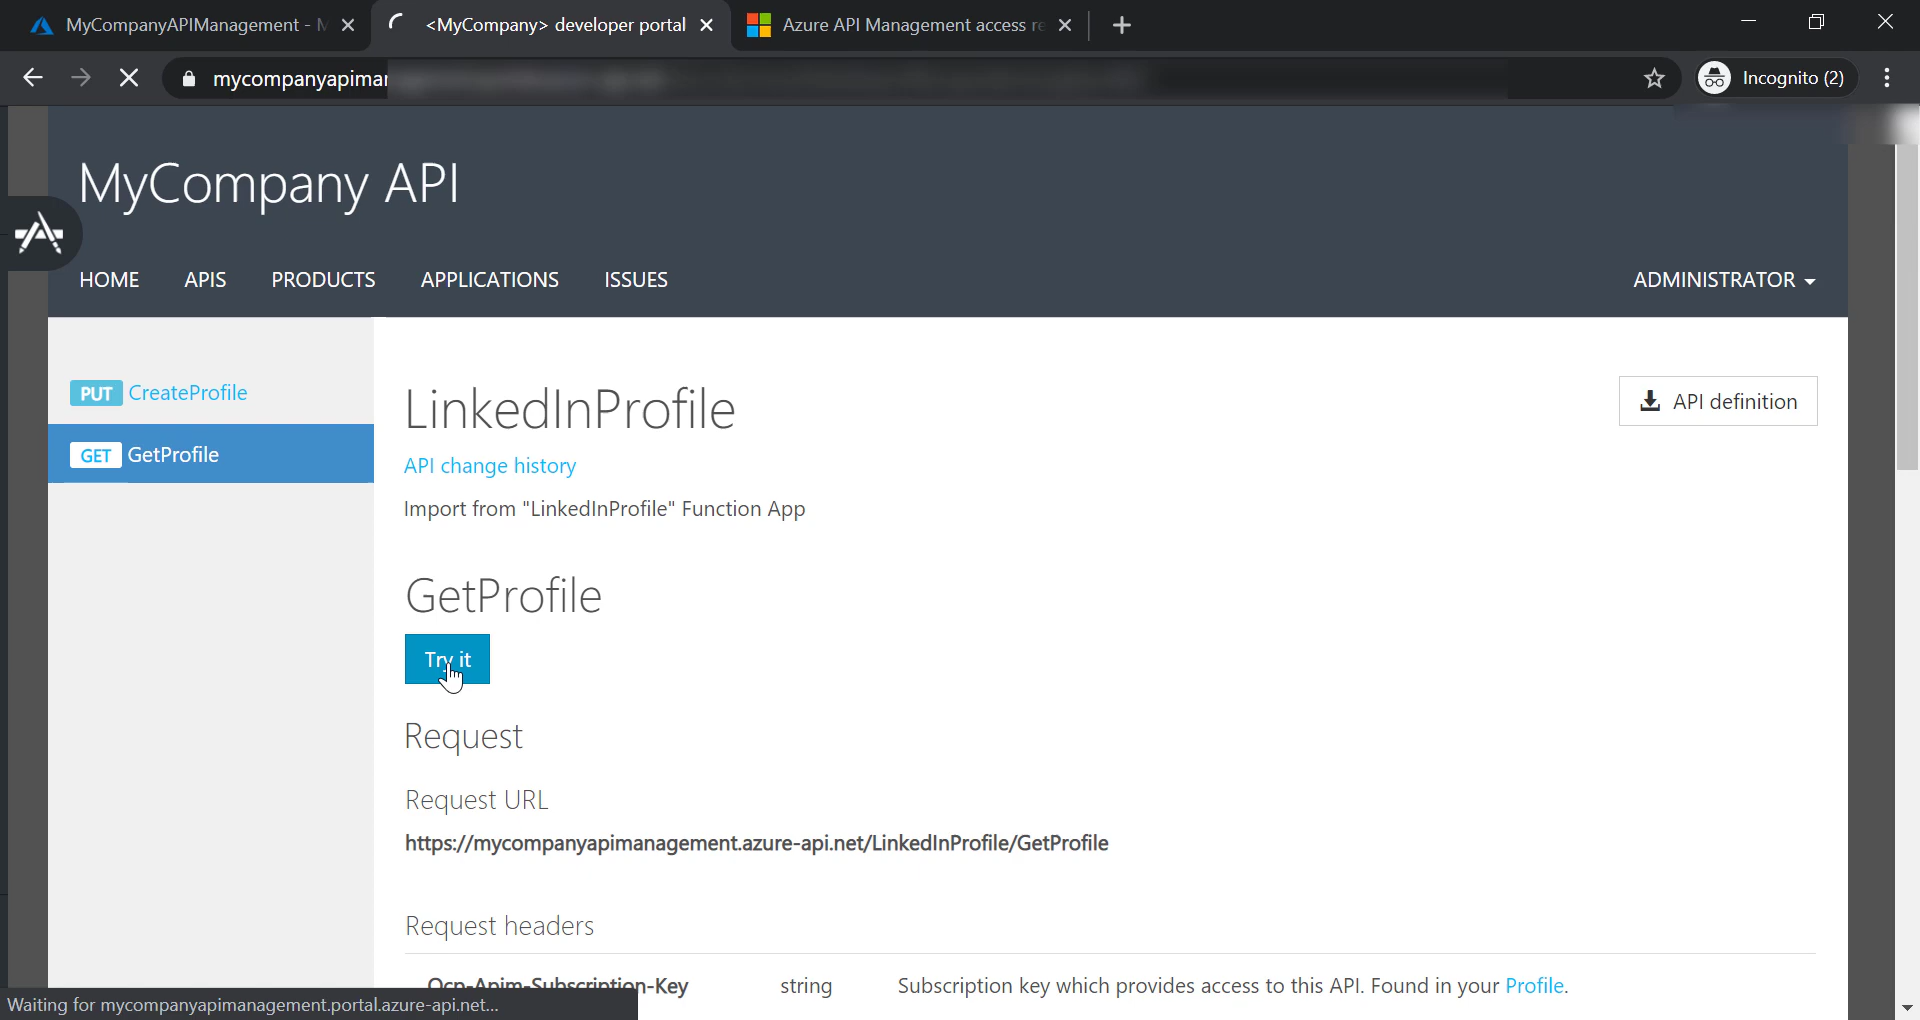 MyCompanyAPIManagement - M
<MyCompany> developer portal
Azure API Management access re
mycompanyapima
Incognito (2)
MyCompany API
HOME APIS PRODUCTS APPLICATIONS ISSUES ADMINISTRATOR
PUT CreateProfile
GET GetProfile
LinkedInProfile
API definition
API change history
Import from "LinkedInProfile" Function App
GetProfile
Try it
Request
Request URL
https://mycompanyapimanagement.azure-api.net/LinkedInProfile/GetProfile
Request headers
Ocp-Apim-Subscription-Key string Subscription key which provides access to this API. Found in your Profile.
Waiting for mycompanyapimanagement.portal.azure-api.net...